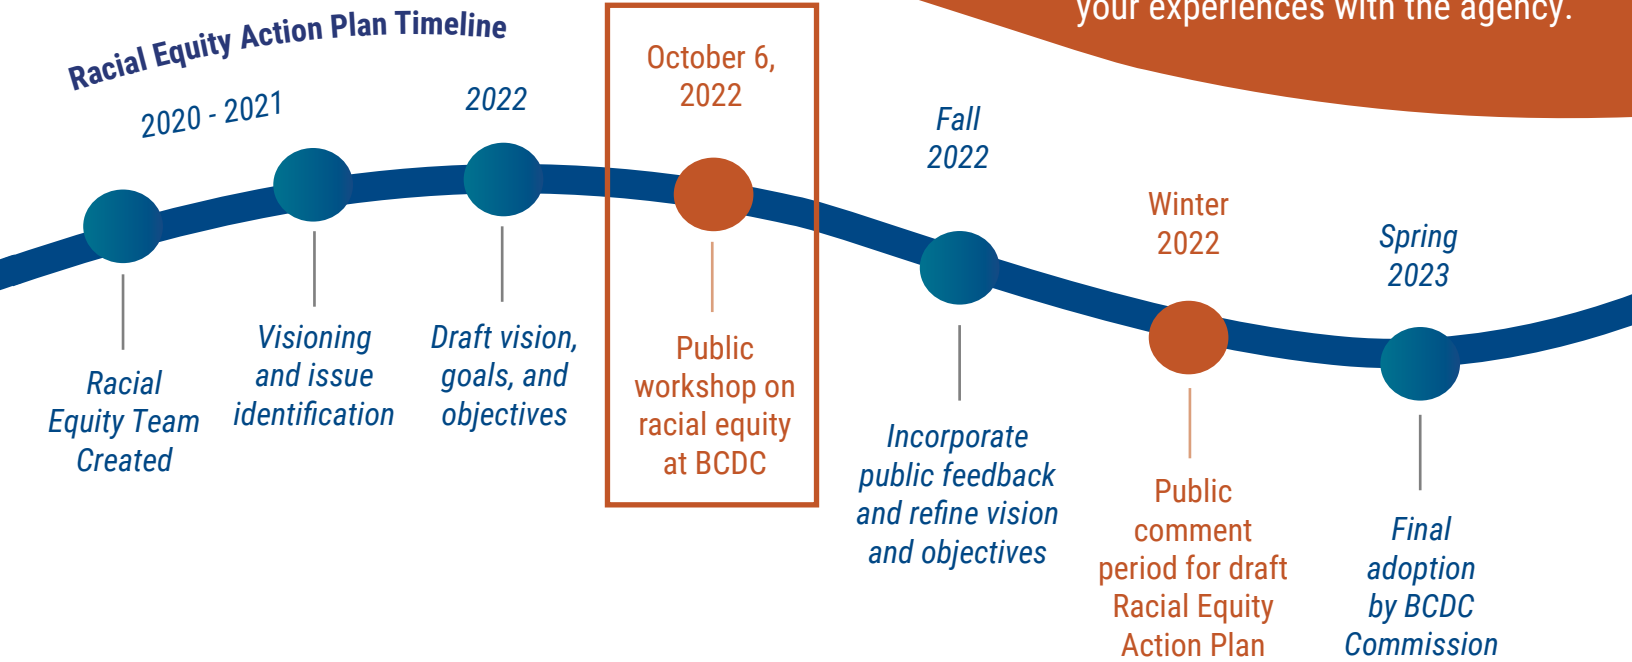 your experiences with the agency.
Racial Equity Action Plan Timeline
2020 - 2021
Racial
Equity Team
Created
Visioning
and issue
identification
2022
Draft vision,
goals, and
objectives
October 6,
2022
Public
workshop on
racial equity
at BCDC
Fall
2022
Incorporate
public feedback
and refine vision
and objectives
Winter
2022
Public
comment
period for draft
Racial Equity
Action Plan
Spring
2023
Final
adoption
by BCDC
Commission